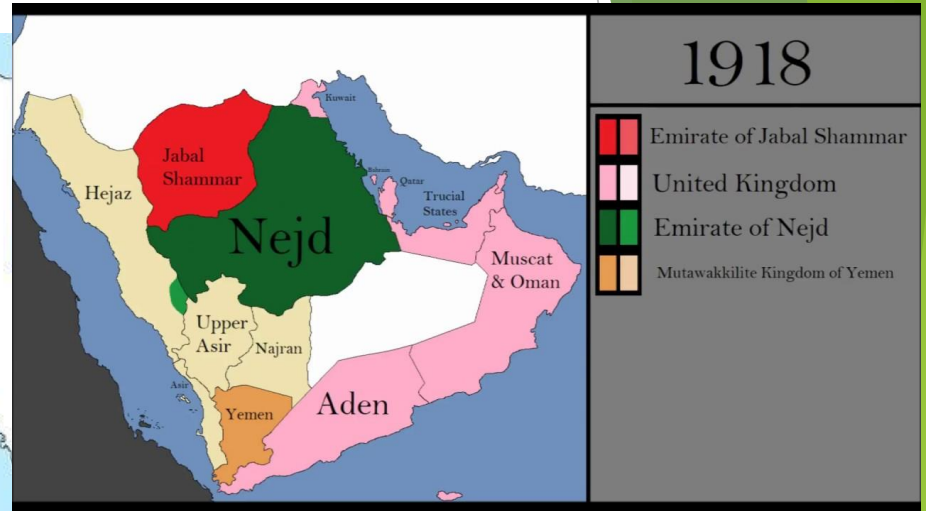 1918
Emirate of Jabal Shammar
United Kingdom
Emirate of Nejd
Mutawakkilite Kingdom of Yemen
Kuwait
Jabal
Shammar
Hejaz
Bahrain
Qatar
Trucial
States
Nejd
Muscat
& Oman
Upper
Asir
Najran
Asir
Yemen
Aden